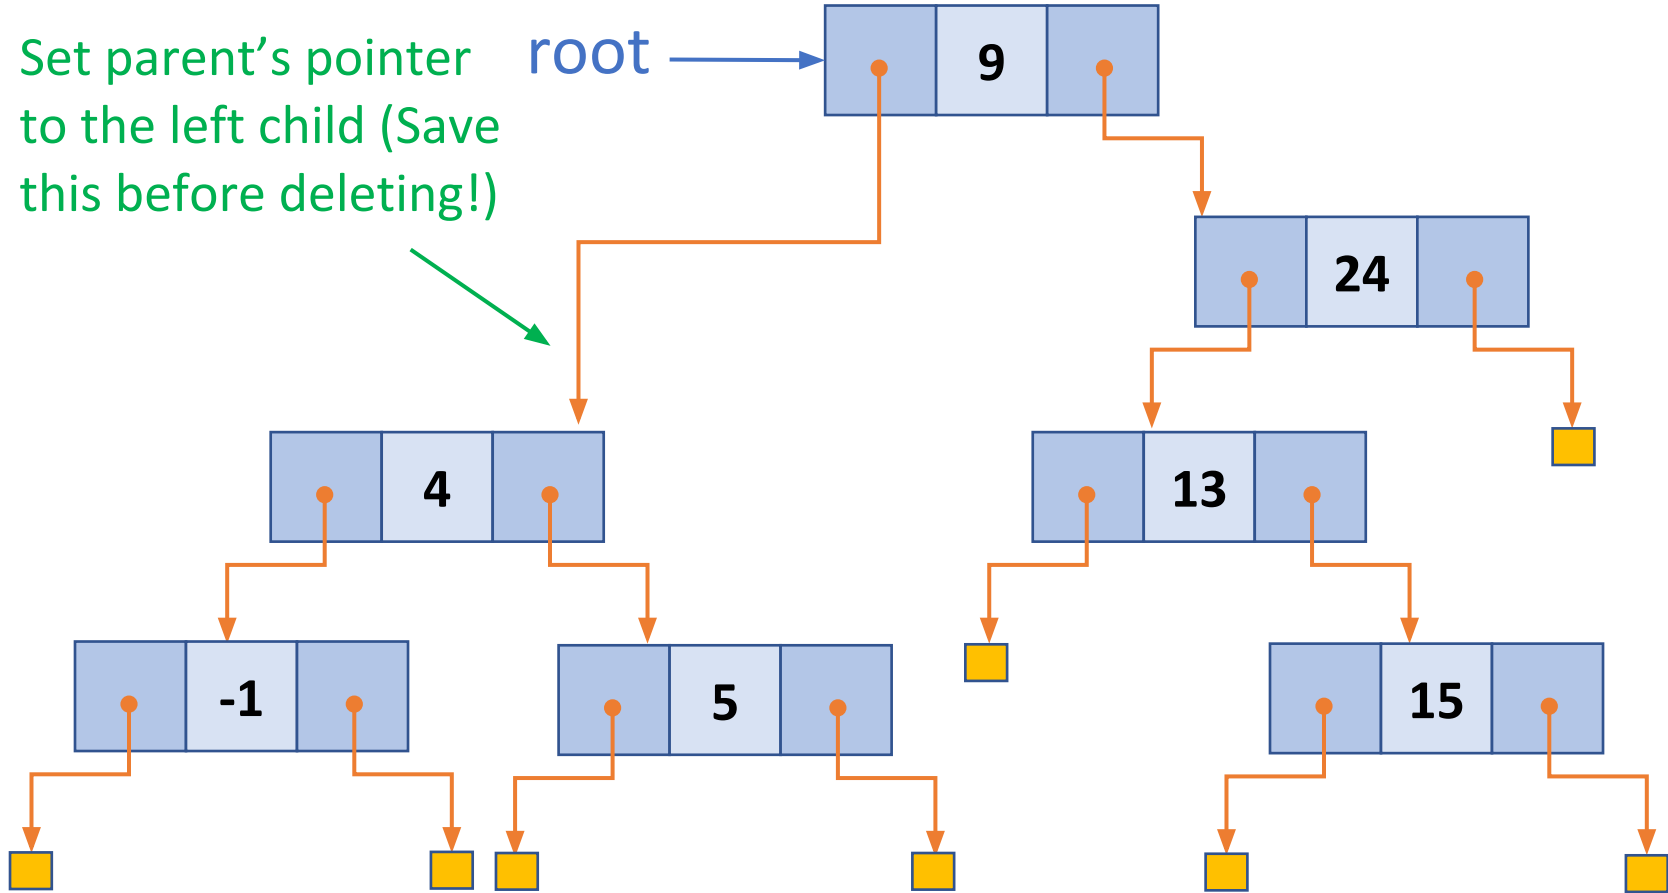 Set parent’s pointer
to the left child (Save
this before deleting!)
root
9
24
4
13
-1
5
15